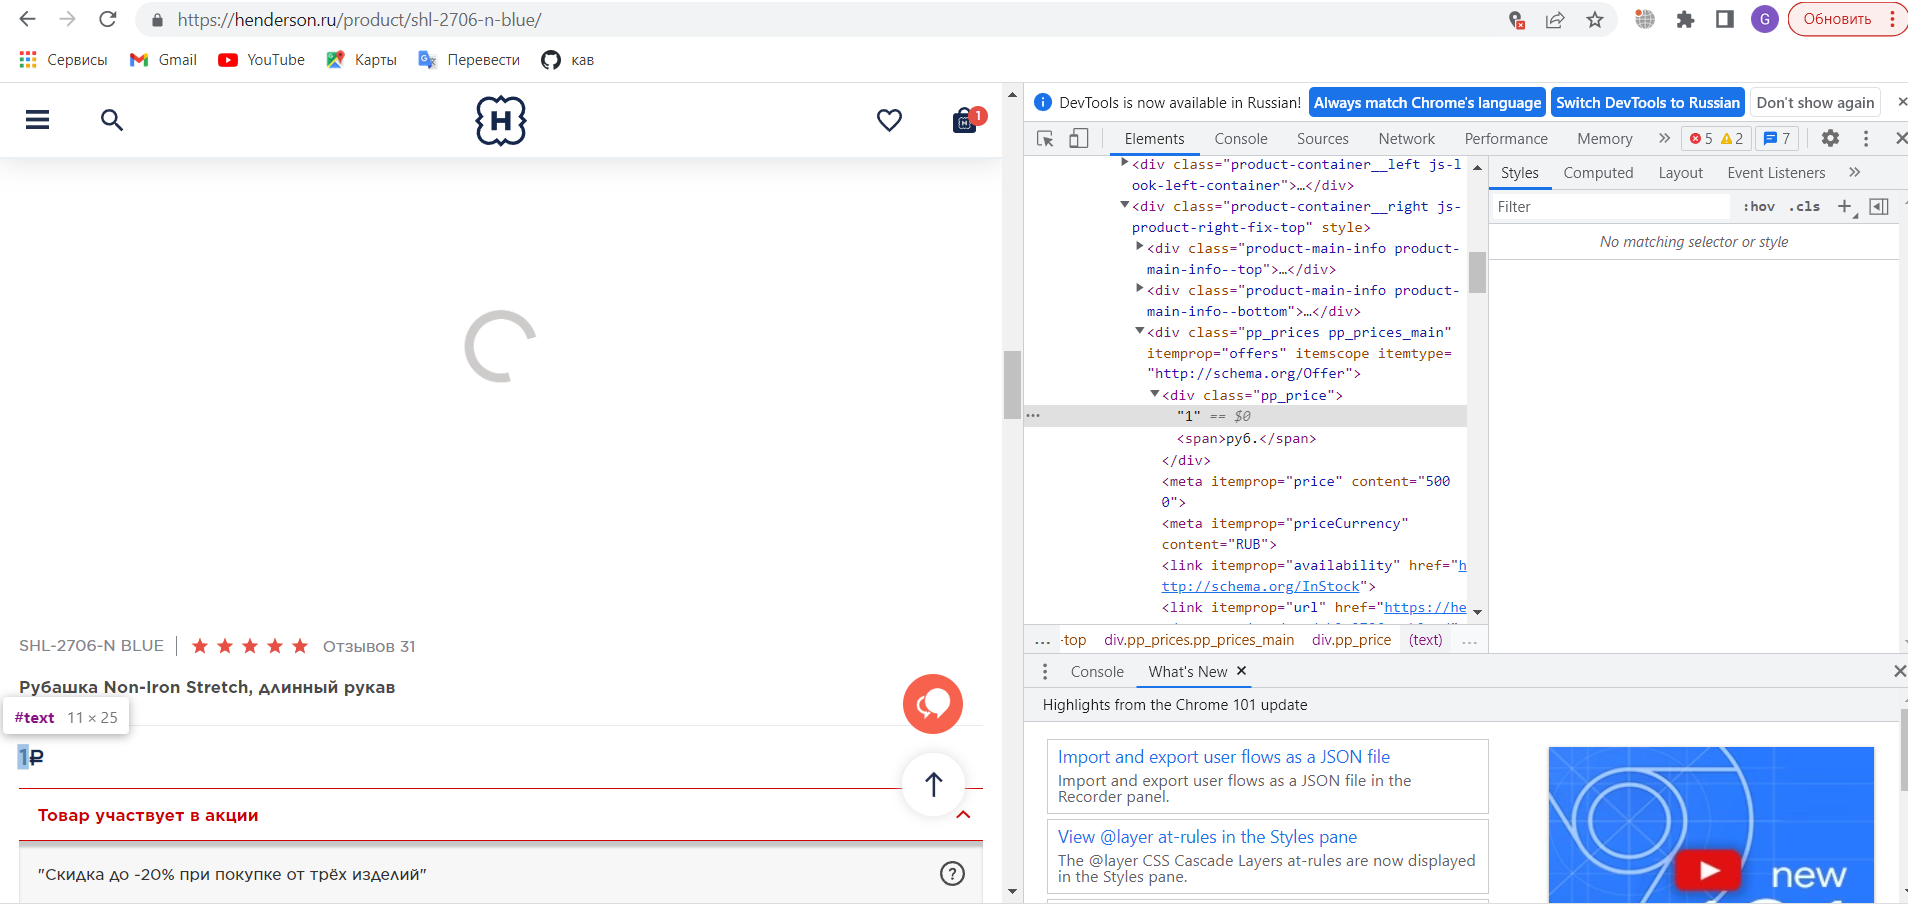 https://henderson.ru/product/shl-2706-n-blue/
G
Обновить
Сервисы
Gmail
YouTube
Карты
Перевести
кав
H
1
DevTools is now available in Russian!
Always match Chrome's language
Switch DevTools to Russian
Don't show again
Elements
Console
Sources
Network
Performance
Memory
5
2
7
<div class="product-container__left js-l
ook-left-container">…</div>
<div class="product-container__right js-
product-right-fix-top" style>
<div class="product-main-info product-
main-info--top">…</div>
<div class="product-main-info product-
main-info--bottom">…</div>
<div class="pp_prices pp_prices_main"
itemprop="offers" itemscope itemtype=
"http://schema.org/Offer">
<div class="pp_price">
"1" == $0
<span>руб.</span>
</div>
<meta itemprop="price" content="500
0">
<meta itemprop="priceCurrency"
content="RUB">
<link itemprop="availability" href="h
ttp://schema.org/InStock">
<link itemprop="url" href="https://he
... -top div.pp_prices.pp_prices_main div.pp_price (text) ...
Styles
Computed
Layout
Event Listeners
Filter
:hov .cls
No matching selector or style
SHL-2706-N BLUE
Отзывов 31
Рубашка Non-Iron Stretch, длинный рукав
#text 11 × 25
1₽
Товар участвует в акции
"Скидка до -20% при покупке от трёх изделий"
?
Console
What's New
Highlights from the Chrome 101 update
Import and export user flows as a JSON file
Import and export user flows as a JSON file in the
Recorder panel.
View @layer at-rules in the Styles pane
The @layer CSS Cascade Layers at-rules are now displayed
in the Styles pane.
new